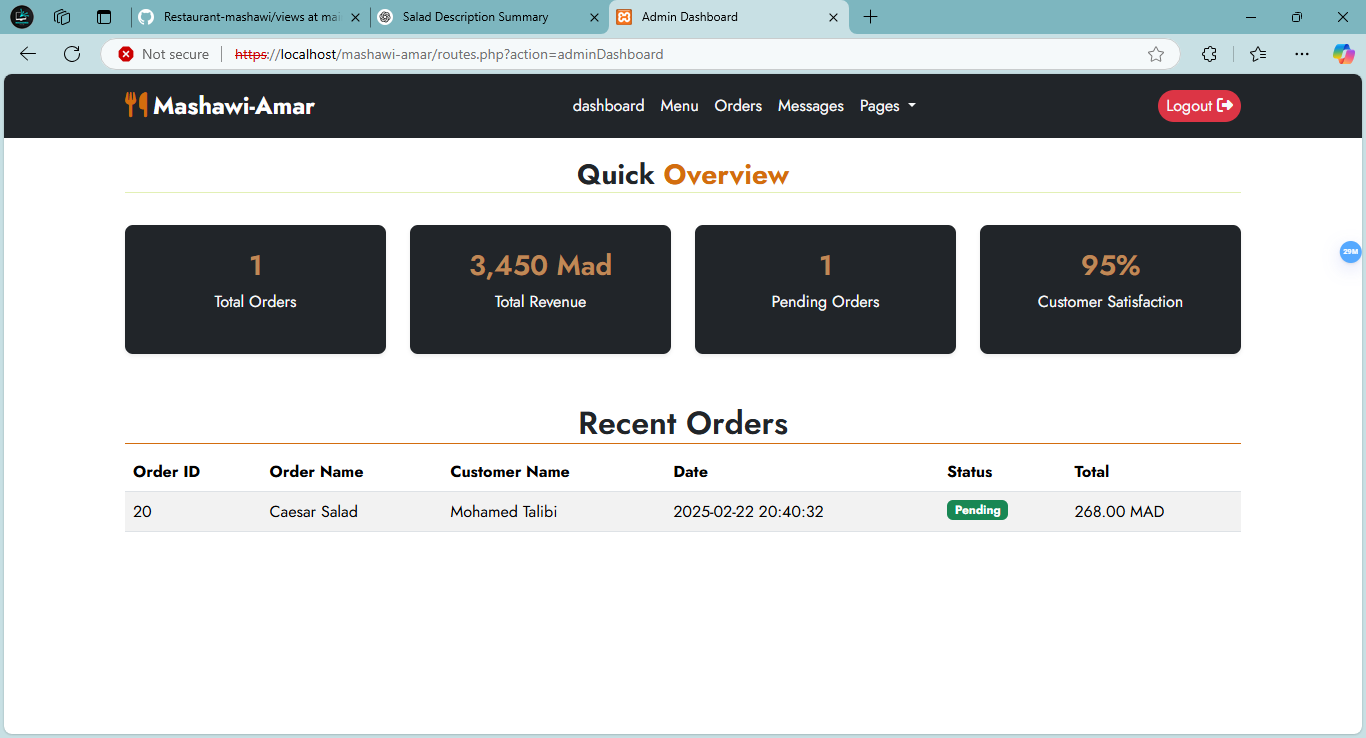 Restaurant-mashawi/views at mai
Salad Description Summary
Admin Dashboard
Not secure
https://localhost/mashawi-amar/routes.php?action=adminDashboard
Mashawi-Amar
dashboard
Menu
Orders
Messages
Pages
Logout
Quick Overview
1
Total Orders
3,450 Mad
Total Revenue
1
Pending Orders
95%
Customer Satisfaction
29M
Recent Orders
Order ID Order Name Customer Name Date Status Total
20 Caesar Salad Mohamed Talibi 2025-02-22 20:40:32 Pending 268.00 MAD